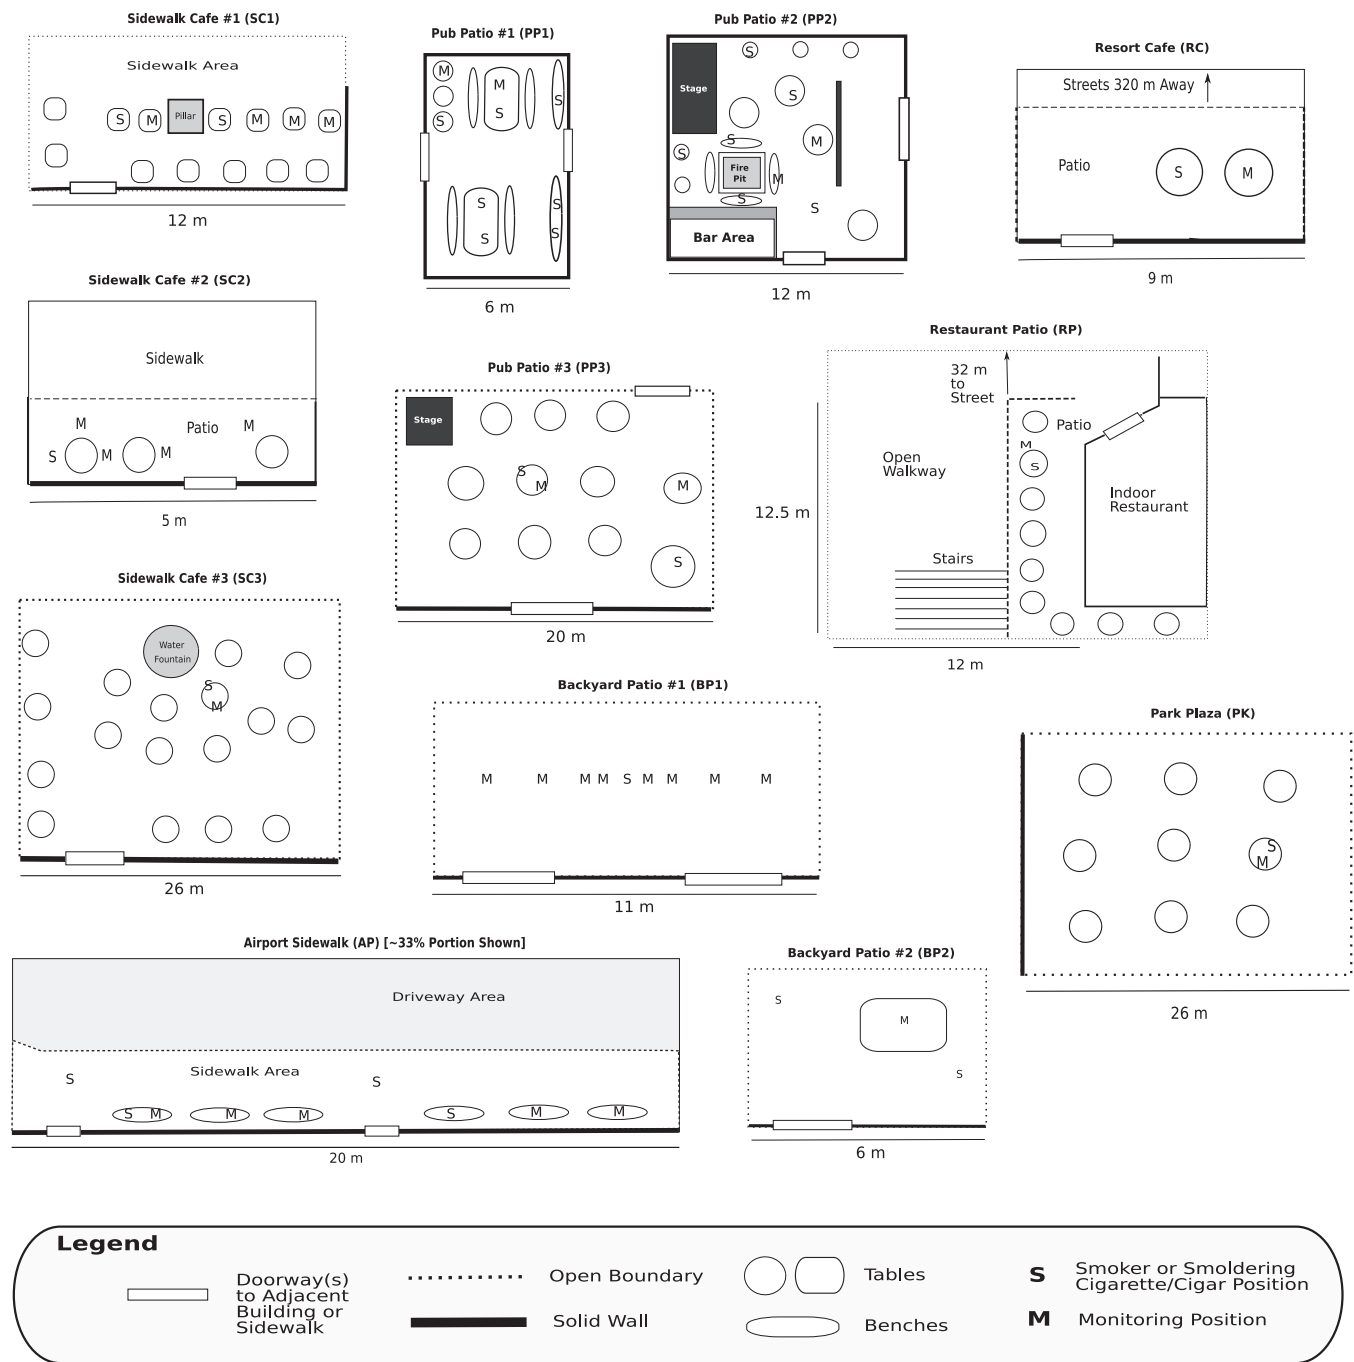 Sidewalk Cafe #1 (SC1)
Sidewalk Area
S M Pillar S M M M
12 m
Pub Patio #1 (PP1)
M
M
S
S
S
S
S
S
S
S
6 m
Pub Patio #2 (PP2)
S
Stage
S
S
M
S
Fire
Pit
M
S
S
Bar Area
12 m
Resort Cafe (RC)
Streets 320 m Away
Patio
S M
9 m
Sidewalk Cafe #2 (SC2)
Sidewalk
Patio
M M
S M M
5 m
Pub Patio #3 (PP3)
Stage
S
M
M
S
20 m
Restaurant Patio (RP)
32 m
to
Street
Patio
M
S
Open
Walkway
Indoor
Restaurant
12.5 m
Stairs
12 m
Sidewalk Cafe #3 (SC3)
Water
Fountain
S
M
26 m
Backyard Patio #1 (BP1)
M M M M S M M M M
11 m
Park Plaza (PK)
S
M
26 m
Airport Sidewalk (AP) [~33% Portion Shown]
Driveway Area
Sidewalk Area
S S
S M M M S M M
20 m
Backyard Patio #2 (BP2)
S
M
S
6 m
Legend
Doorway(s)
to Adjacent
Building or
Sidewalk
Open Boundary
Solid Wall
Tables
Benches
S Smoker or Smoldering
Cigarette/Cigar Position
M Monitoring Position